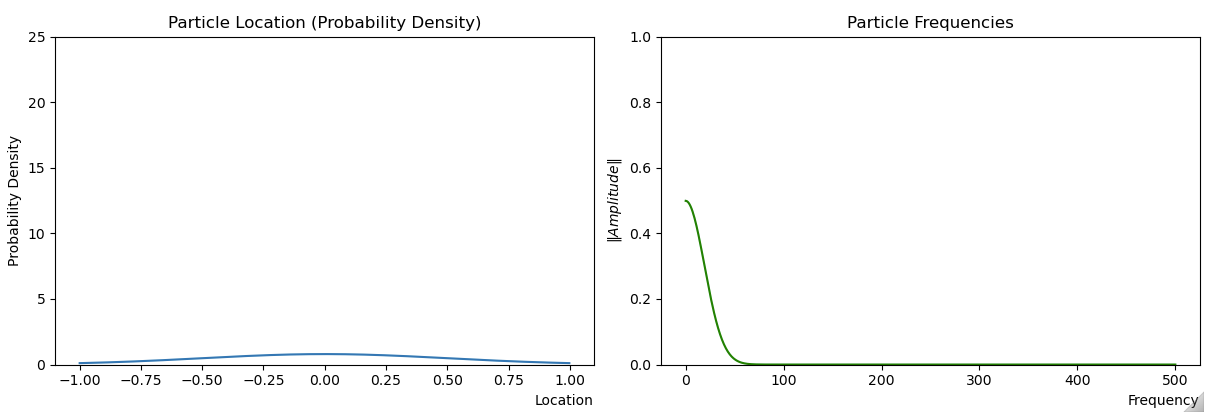 Particle Location (Probability Density)
25
20
15
10
5
0
Probability Density
−1.00 −0.75 −0.50 −0.25 0.00 0.25 0.50 0.75 1.00
Location
Particle Frequencies
1.0
0.8
0.6
0.4
0.2
0.0
‖Amplitude‖
0 100 200 300 400 500
Frequency